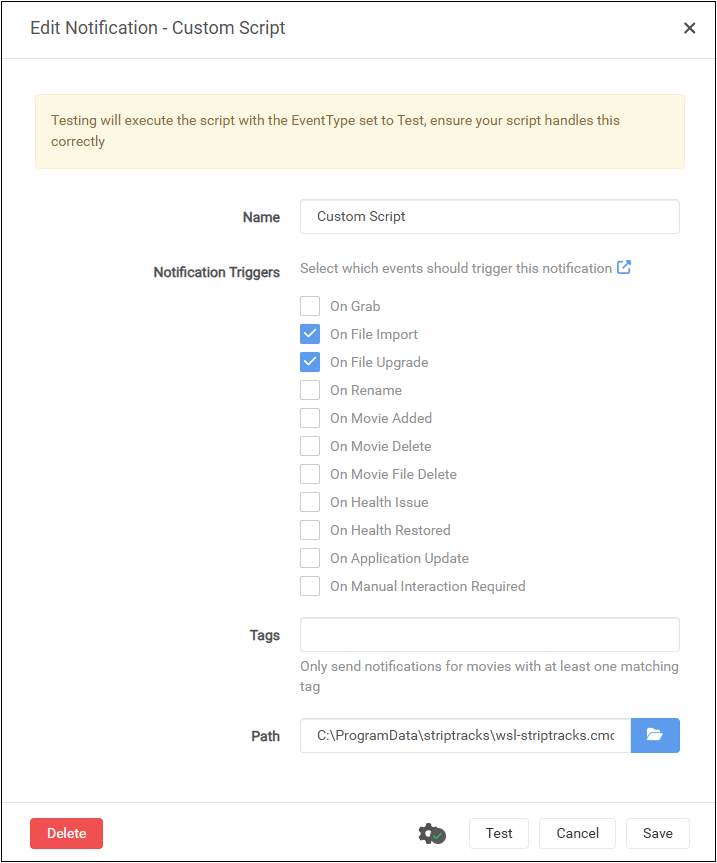 Edit Notification - Custom Script
Testing will execute the script with the EventType set to Test, ensure your script handles this
correctly
Name
Custom Script
Notification Triggers
Select which events should trigger this notification
On Grab
On File Import
On File Upgrade
On Rename
On Movie Added
On Movie Delete
On Movie File Delete
On Health Issue
On Health Restored
On Application Update
On Manual Interaction Required
Tags
Only send notifications for movies with at least one matching
tag
Path
C:\ProgramData\striptracks\wsl-striptracks.cmd
Delete
Test
Cancel
Save